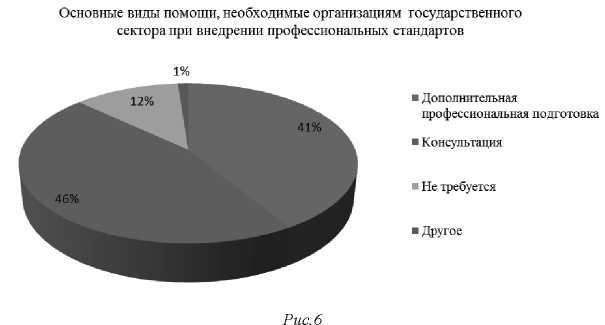 Основные виды помощи, необходимые организациям государственного
сектора при внедрении профессиональных стандартов
1%
12%
41%
46%
Дополнительная
профессиональная подготовка
Консультация
Не требуется
Другое
Рис.6